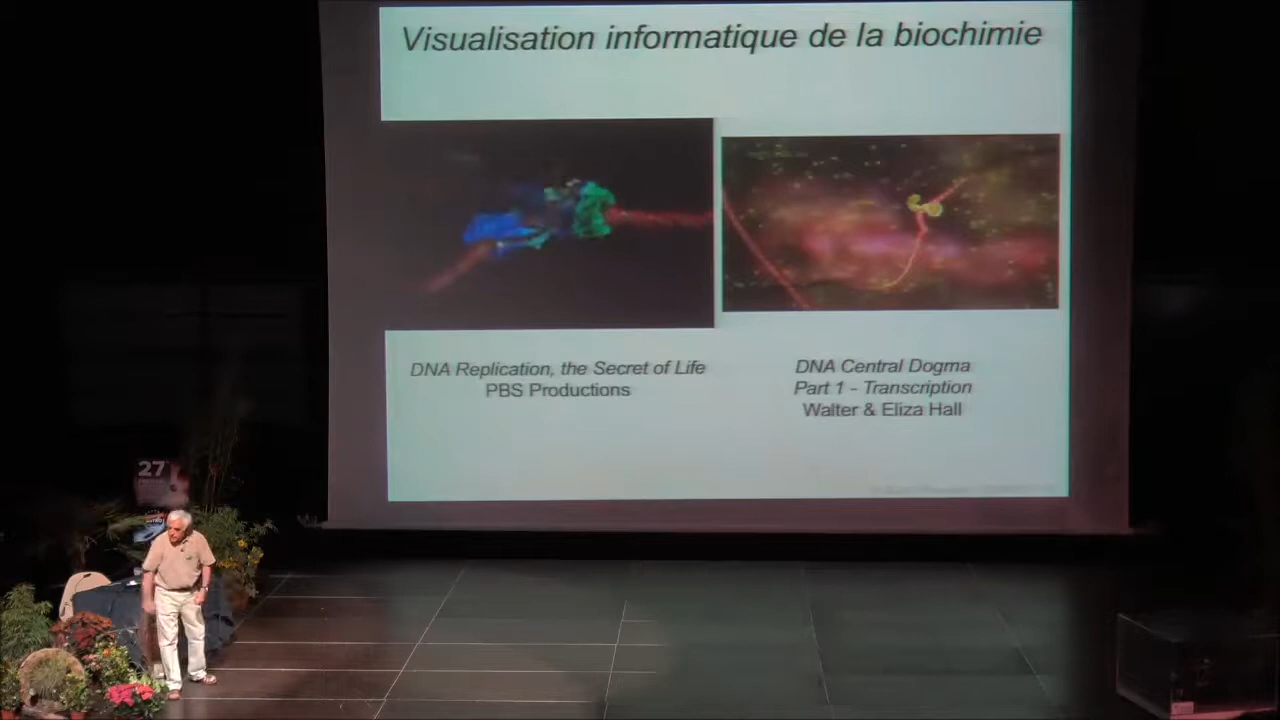 Visualisation informatique de la biochimie
DNA Replication, the Secret of Life
PBS Productions
DNA Central Dogma
Part 1 - Transcription
Walter & Eliza Hall
27